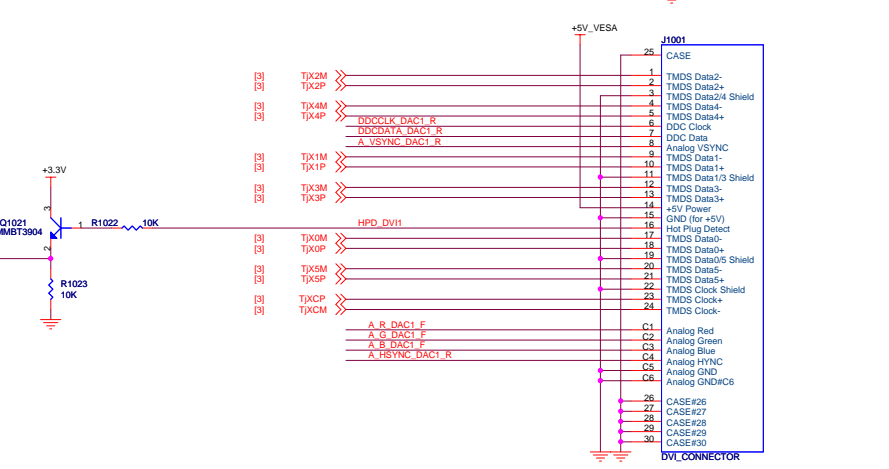 +5V_VESA
J1001
25 CASE
[3] TjX2M 1 TMDS Data2-
[3] TjX2P 2 TMDS Data2+
3 TMDS Data2/4 Shield
[3] TjX4M 4 TMDS Data4-
[3] TjX4P 5 TMDS Data4+
DDCCLK_DAC1_R 6 DDC Clock
DDCDATA_DAC1_R 7 DDC Data
A_VSYNC_DAC1_R 8 Analog VSYNC
[3] TjX1M 9 TMDS Data1-
[3] TjX1P 10 TMDS Data1+
11 TMDS Data1/3 Shield
[3] TjX3M 12 TMDS Data3-
[3] TjX3P 13 TMDS Data3+
14 +5V Power
15 GND (for +5V)
+3.3V
3
Q1021
MMBT3904
1 R1022 10K HPD_DVI1 16 Hot Plug Detect
2
[3] TjX0M 17 TMDS Data0-
[3] TjX0P 18 TMDS Data0+
19 TMDS Data0/5 Shield
[3] TjX5M 20 TMDS Data5-
[3] TjX5P 21 TMDS Data5+
R1023
10K
22 TMDS Clock Shield
[3] TjXCP 23 TMDS Clock+
[3] TjXCM 24 TMDS Clock-
A_R_DAC1_F C1 Analog Red
A_G_DAC1_F C2 Analog Green
A_B_DAC1_F C3 Analog Blue
A_HSYNC_DAC1_R C4 Analog HYNC
C5 Analog GND
C6 Analog GND#C6
26 CASE#26
27 CASE#27
28 CASE#28
29 CASE#29
30 CASE#30
DVI_CONNECTOR